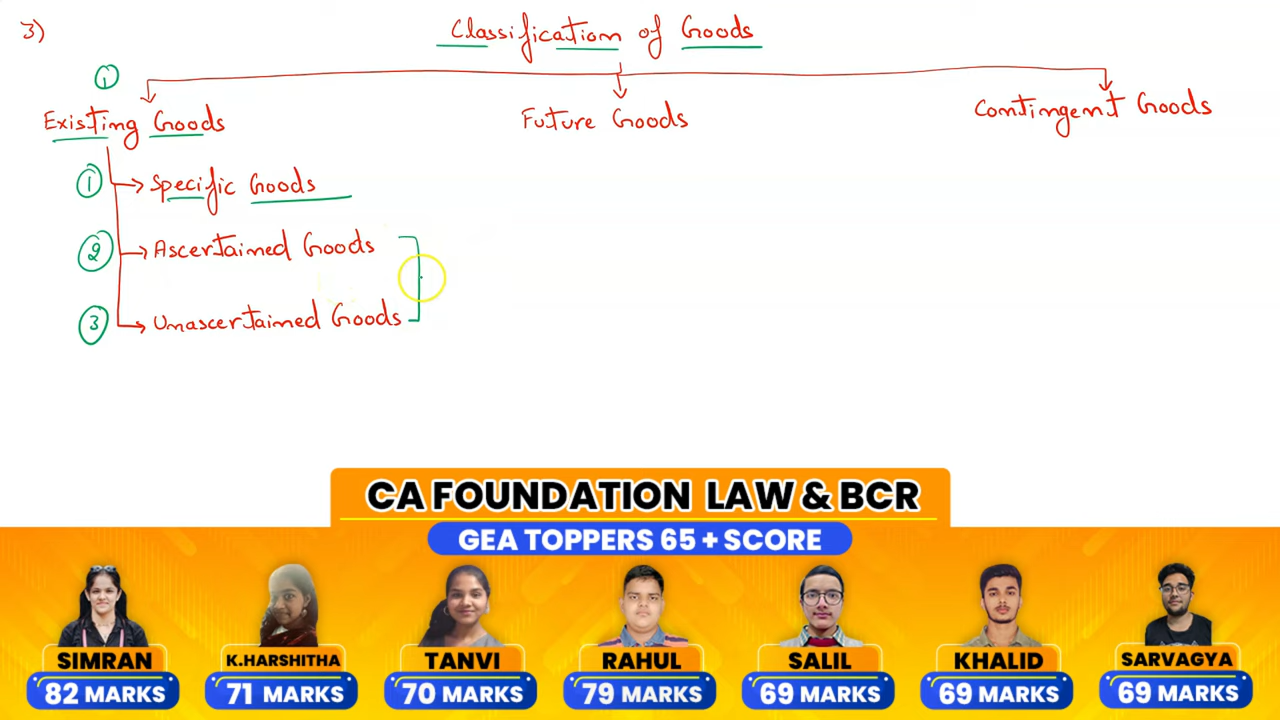 3)
Classification of Goods
1
Existing Goods
Future Goods
Contingent Goods
1 Specific Goods
2 Ascertained Goods
3 Unascertained Goods
CA FOUNDATION LAW & BCR
GEA TOPPERS 65 + SCORE
SIMRAN
K.HARSHITHA
TANVI
RAHUL
SALIL
KHALID
SARVAGYA
82 MARKS
71 MARKS
70 MARKS
79 MARKS
69 MARKS
69 MARKS
69 MARKS